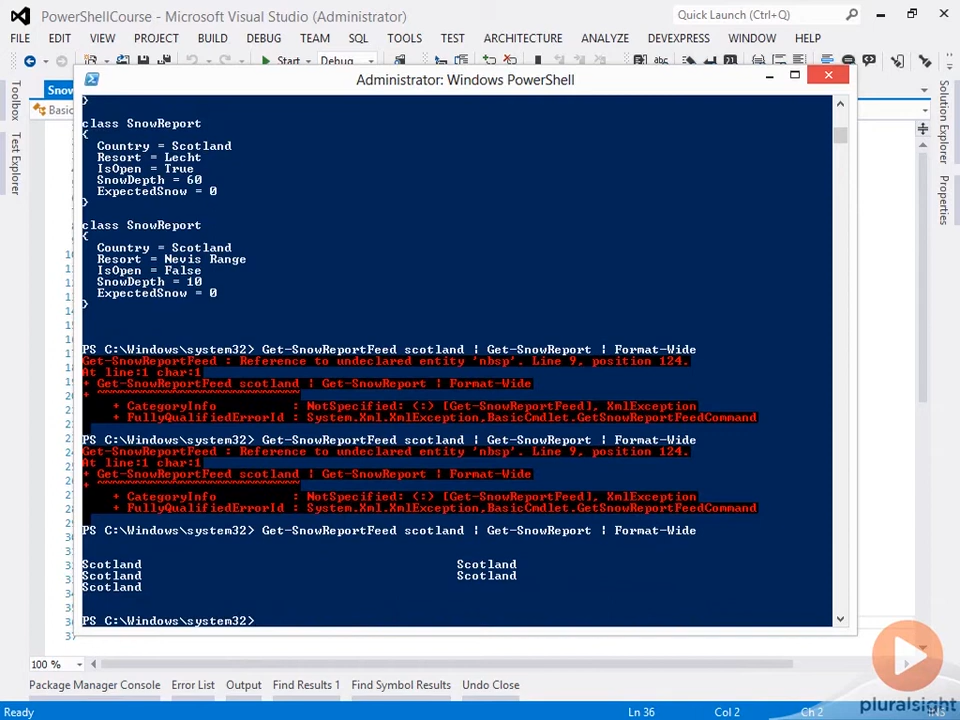 PowerShellCourse - Microsoft Visual Studio (Administrator)
Quick Launch (Ctrl+Q)
FILE EDIT VIEW PROJECT BUILD DEBUG TEAM SQL TOOLS TEST ARCHITECTURE ANALYZE DEVEXPRESS WINDOW HELP
Start Debug
Administrator: Windows PowerShell
Toolbox
Test Explorer
Solution Explorer
Properties
Snow
Basic
}
class SnowReport
{
Country = Scotland
Resort = Lecht
IsOpen = True
SnowDepth = 60
ExpectedSnow = 0
}
class SnowReport
{
Country = Scotland
Resort = Nevis Range
IsOpen = False
SnowDepth = 10
ExpectedSnow = 0
}
PS C:\Windows\system32> Get-SnowReportFeed scotland | Get-SnowReport | Format-Wide
Get-SnowReportFeed : Reference to undeclared entity 'nbsp'. Line 9, position 124.
At line:1 char:1
+ Get-SnowReportFeed scotland | Get-SnowReport | Format-Wide
+ ~~~~~~~~~~~~~~~~~~~~~~~~~~~
+ CategoryInfo : NotSpecified: (:) [Get-SnowReportFeed], XmlException
+ FullyQualifiedErrorId : System.Xml.XmlException,BasicCmdlet.GetSnowReportFeedCommand
PS C:\Windows\system32> Get-SnowReportFeed scotland | Get-SnowReport | Format-Wide
Get-SnowReportFeed : Reference to undeclared entity 'nbsp'. Line 9, position 124.
At line:1 char:1
+ Get-SnowReportFeed scotland | Get-SnowReport | Format-Wide
+ ~~~~~~~~~~~~~~~~~~~~~~~~~~~
+ CategoryInfo : NotSpecified: (:) [Get-SnowReportFeed], XmlException
+ FullyQualifiedErrorId : System.Xml.XmlException,BasicCmdlet.GetSnowReportFeedCommand
PS C:\Windows\system32> Get-SnowReportFeed scotland | Get-SnowReport | Format-Wide
Scotland Scotland
Scotland Scotland
Scotland
PS C:\Windows\system32>
36
37
100 %
Package Manager Console Error List Output Find Results 1 Find Symbol Results Undo Close
Ready Ln 36 Col 2 Ch 2 INS
pluralsight